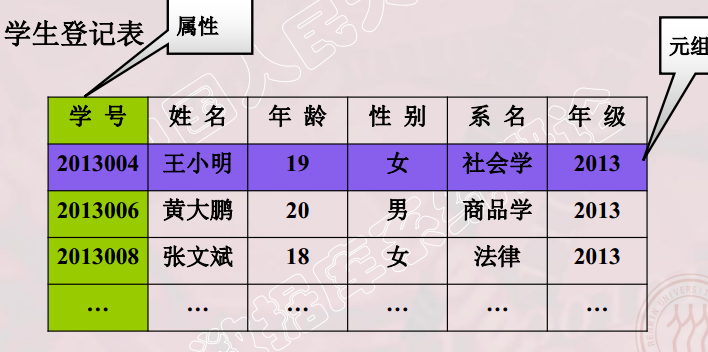 学生登记表
属性
元组
学 号 姓 名 年 龄 性 别 系 名 年 级
2013004 王小明 19 女 社会学 2013
2013006 黄大鹏 20 男 商品学 2013
2013008 张文斌 18 女 法律 2013
… … … … … …